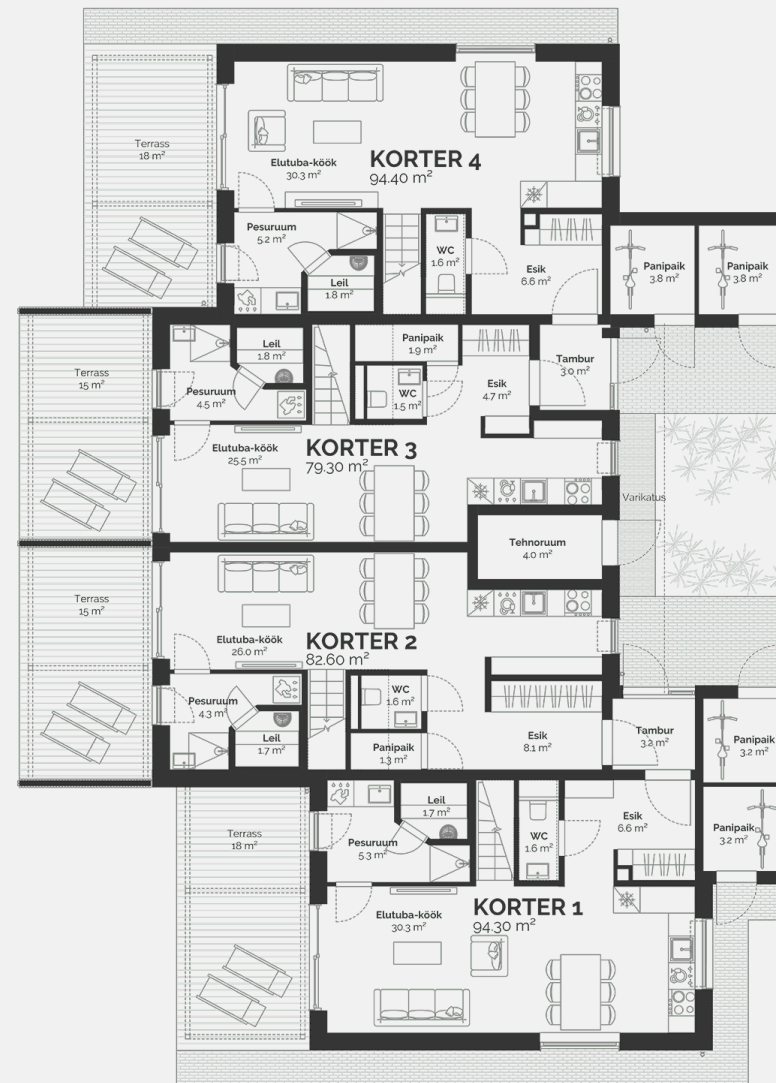 Terrass
18 m²
Elutuba-köök
30.3 m²
KORTER 4
94.40 m²
Pesuruum
5.2 m²
Leil
1.8 m²
WC
1.6 m²
Esik
6.6 m²
Panipaik
3.8 m²
Panipaik
3.8 m²
Terrass
15 m²
Leil
1.8 m²
Pesuruum
4.5 m²
Panipaik
1.9 m²
WC
1.5 m²
Esik
4.7 m²
Tambur
3.0 m²
Elutuba-köök
25.5 m²
KORTER 3
79.30 m²
Varikatus
Tehnoruum
4.0 m²
Terrass
15 m²
Elutuba-köök
26.0 m²
KORTER 2
82.60 m²
Pesuruum
4.3 m²
Leil
1.7 m²
WC
1.6 m²
Panipaik
1.3 m²
Esik
8.1 m²
Tambur
3.2 m²
Panipaik
3.2 m²
Terrass
18 m²
Leil
1.7 m²
Pesuruum
5.3 m²
WC
1.6 m²
Esik
6.6 m²
Panipaik
3.2 m²
Elutuba-köök
30.3 m²
KORTER 1
94.30 m²